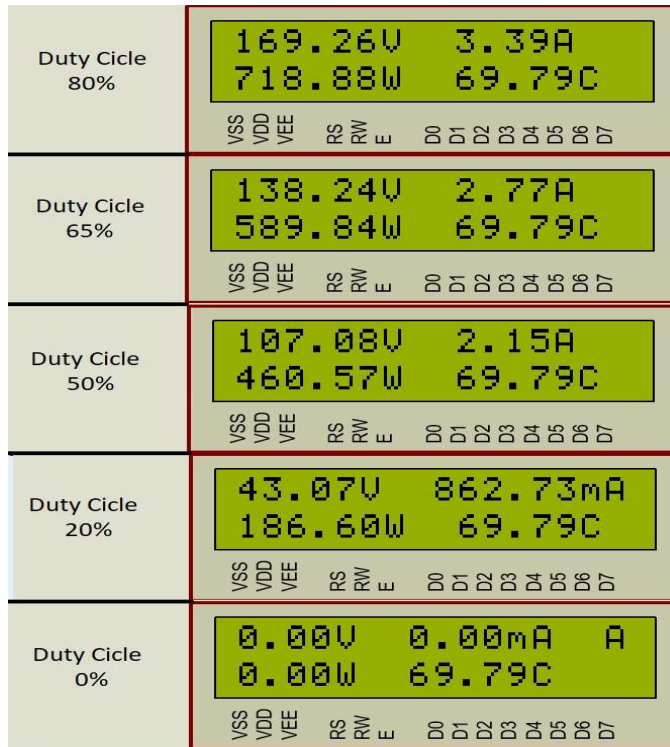 Duty Cicle
80%
169.26V 3.39A
718.88W 69.79C
VSS VDD VEE RS RW E D0 D1 D2 D3 D4 D5 D6 D7
Duty Cicle
65%
138.24V 2.77A
589.84W 69.79C
VSS VDD VEE RS RW E D0 D1 D2 D3 D4 D5 D6 D7
Duty Cicle
50%
107.08V 2.15A
460.57W 69.79C
VSS VDD VEE RS RW E D0 D1 D2 D3 D4 D5 D6 D7
Duty Cicle
20%
43.07V 862.73mA
186.60W 69.79C
VSS VDD VEE RS RW E D0 D1 D2 D3 D4 D5 D6 D7
Duty Cicle
0%
0.00V 0.00mA A
0.00W 69.79C
VSS VDD VEE RS RW E D0 D1 D2 D3 D4 D5 D6 D7